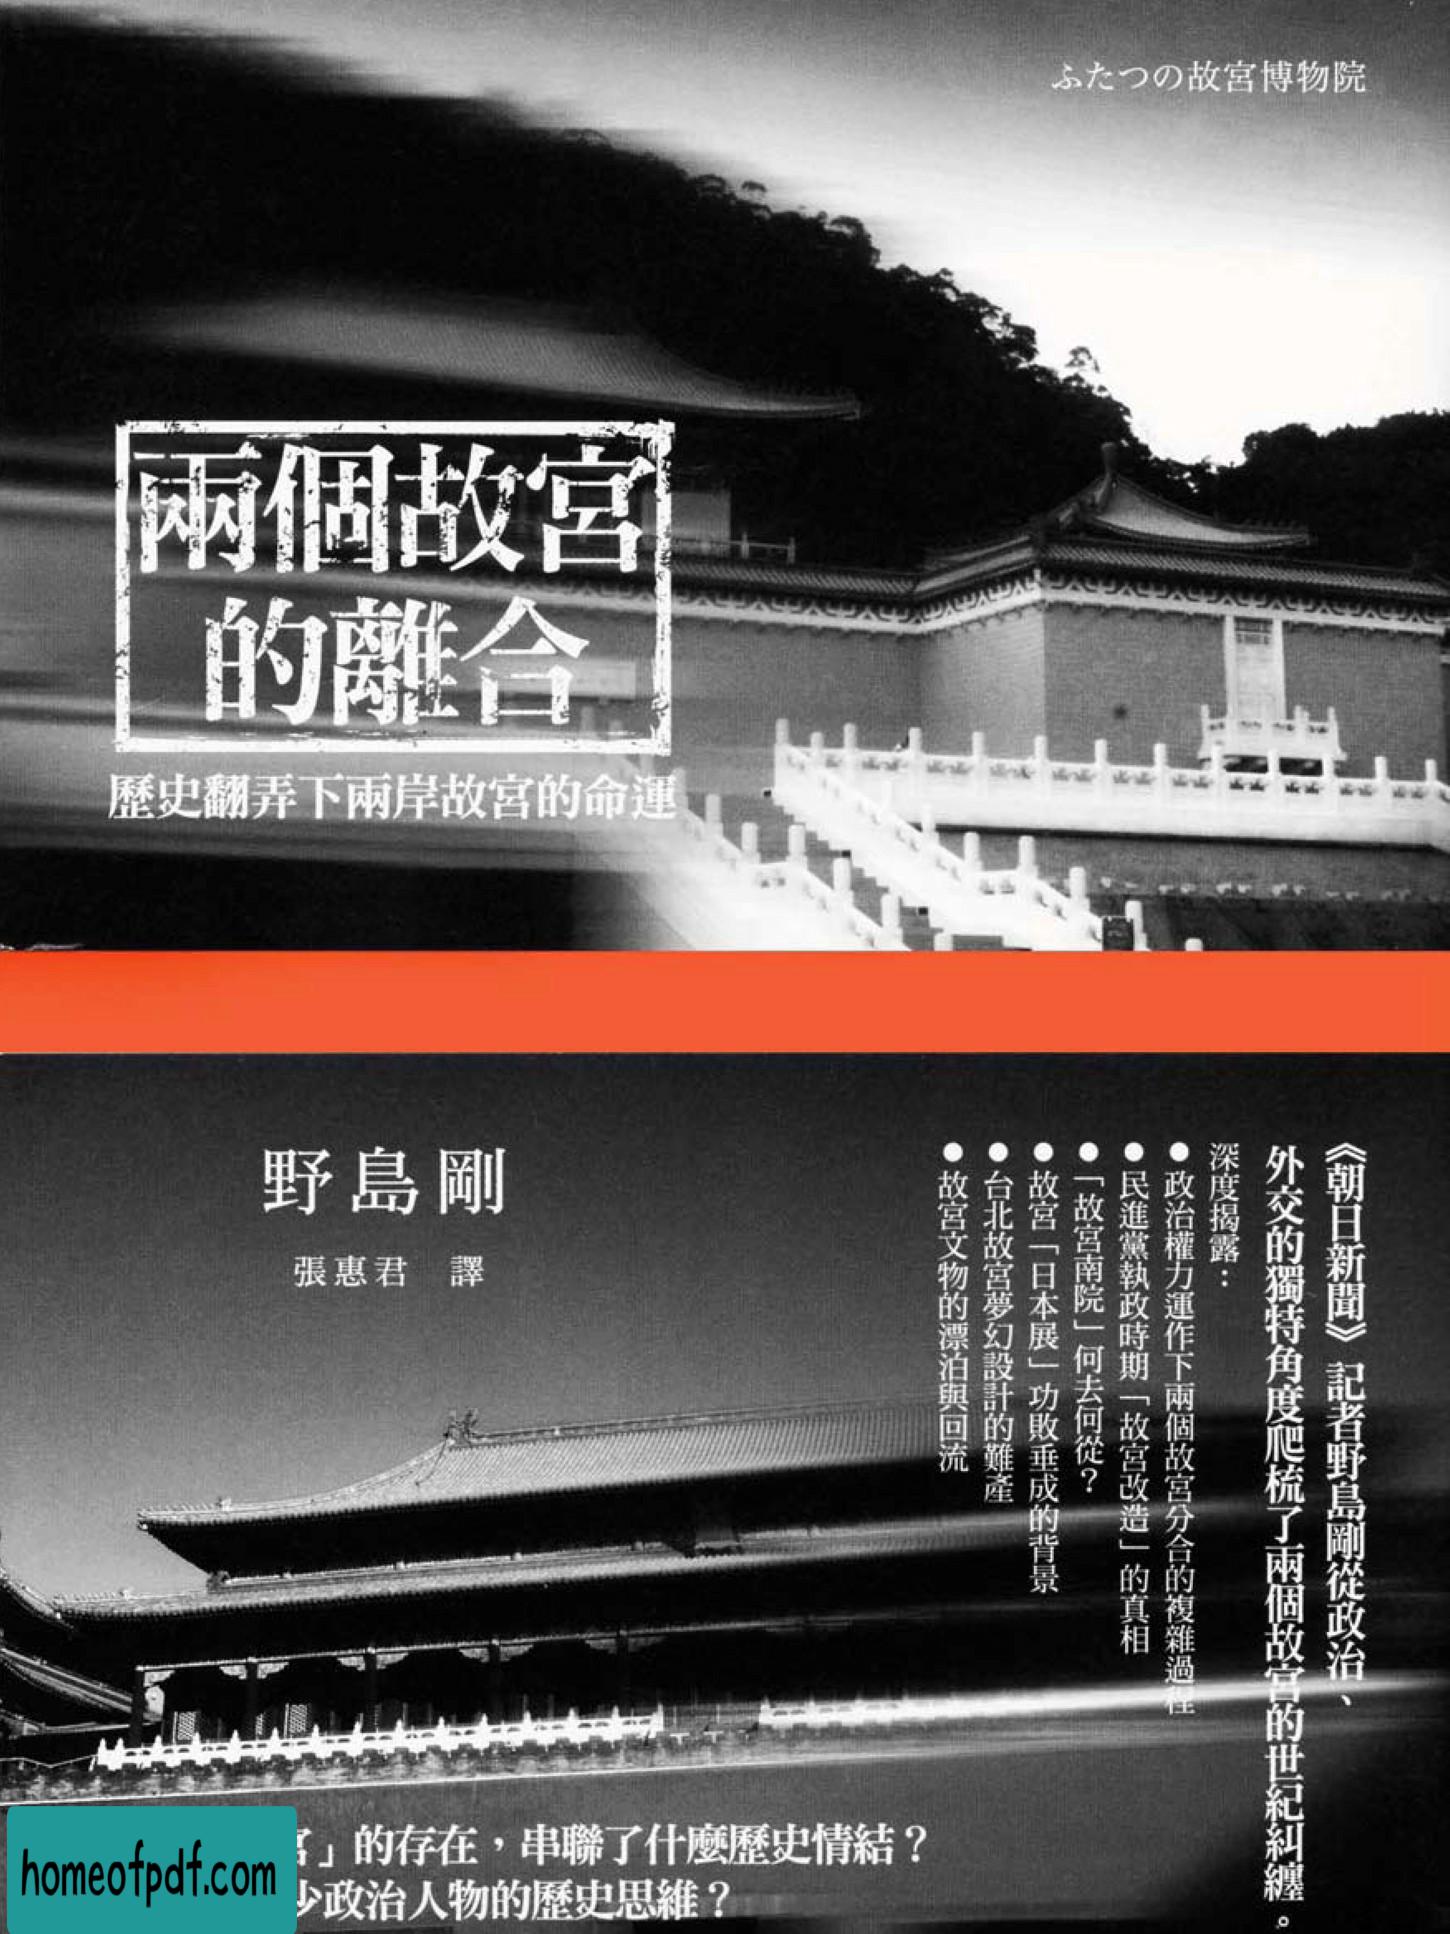 ふたつの故宮博物院
兩個故宮
的離合
歷史翻弄下兩岸故宮的命運
野島剛
張惠君 譯
《朝日新聞》記者野島剛從政治、
外交的獨特角度爬梳了兩個故宮的世紀糾纏。
深度揭露：
●政治權力運作下兩個故宮分合的複雜過程
●民進黨執政時期「故宮改造」的真相
●「故宮南院」何去何從？
●故宮「日本展」功敗垂成的背景
●台北故宮夢幻設計的難產
●故宮文物的漂泊與回流
宮」的存在，串聯了什麼歷史情結？
少政治人物的歷史思維？
homeofpdf.com